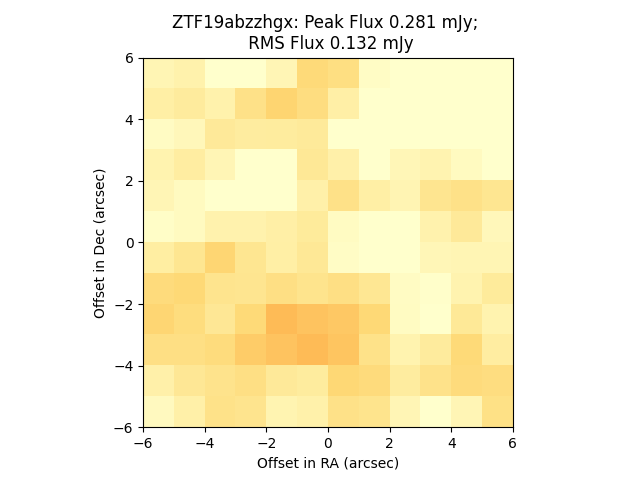 ZTF19abzzhgx: Peak Flux 0.281 mJy;
RMS Flux 0.132 mJy
6
4
2
0
−2
−4
−6
Offset in Dec (arcsec)
−6 −4 −2 0 2 4 6
Offset in RA (arcsec)